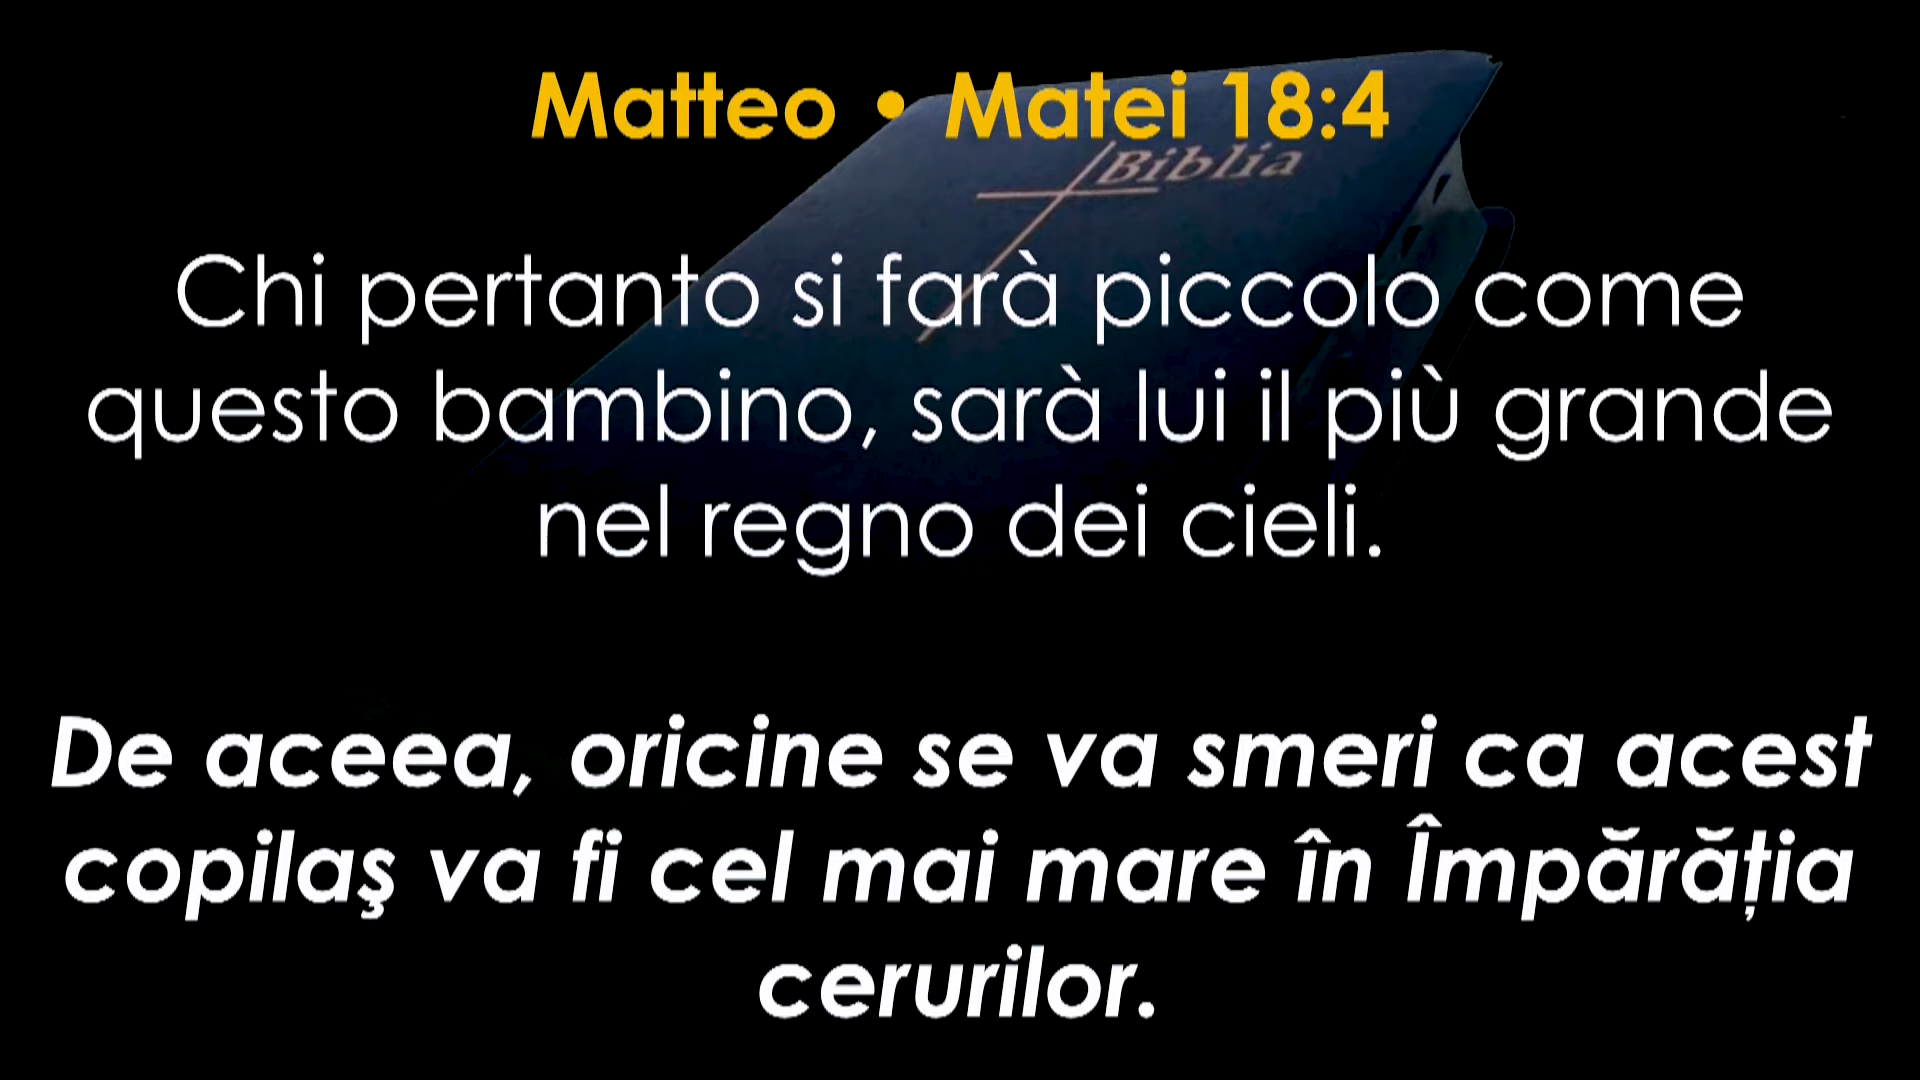 Matteo • Matei 18:4
Biblia
Chi pertanto si farà piccolo come
questo bambino, sarà lui il più grande
nel regno dei cieli.
De aceea, oricine se va smeri ca acest
copilaş va fi cel mai mare în Împărăția
cerurilor.